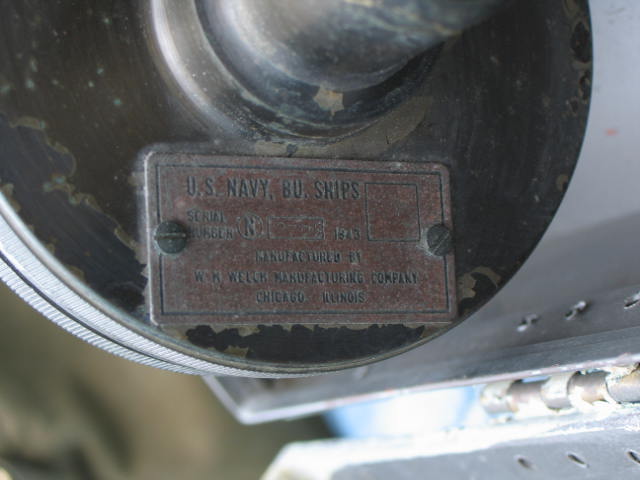 U.S. NAVY, BU. SHIPS
SERIAL
NUMBER N 1943
MANUFACTURED BY
W. M. WELCH MANUFACTURING COMPANY
CHICAGO, ILLINOIS